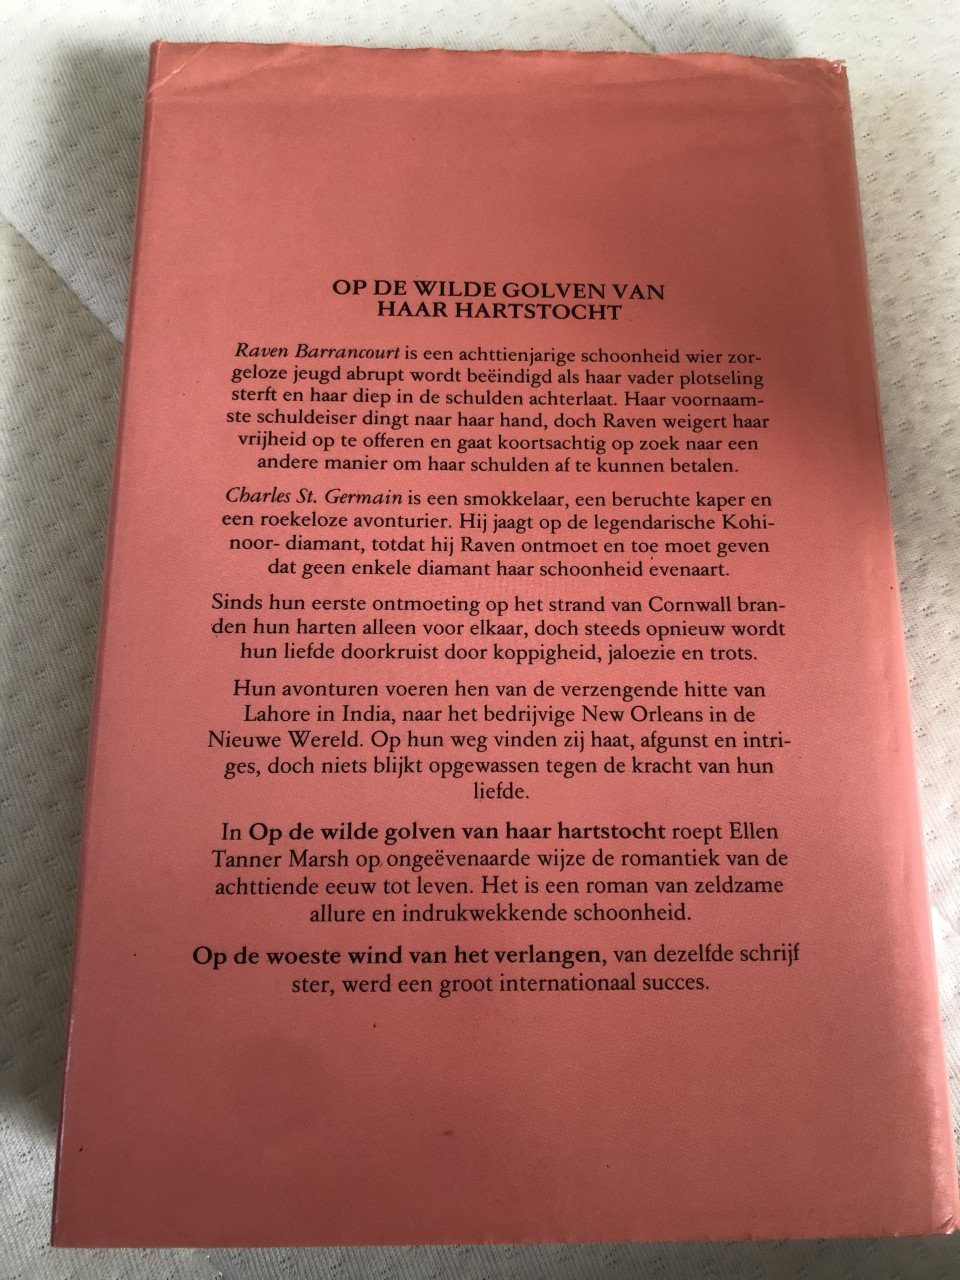 OP DE WILDE GOLVEN VAN
HAAR HARTSTOCHT
Raven Barrancourt is een achttienjarige schoonheid wier zor-
geloze jeugd abrupt wordt beëindigd als haar vader plotseling
sterft en haar diep in de schulden achterlaat. Haar voornaam-
ste schuldeiser dingt naar haar hand, doch Raven weigert haar
vrijheid op te offeren en gaat koortsachtig op zoek naar een
andere manier om haar schulden af te kunnen betalen.
Charles St. Germain is een smokkelaar, een beruchte kaper en
een roekeloze avonturier. Hij jaagt op de legendarische Kohi-
noor- diamant, totdat hij Raven ontmoet en toe moet geven
dat geen enkele diamant haar schoonheid evenaart.
Sinds hun eerste ontmoeting op het strand van Cornwall bran-
den hun harten alleen voor elkaar, doch steeds opnieuw wordt
hun liefde doorkruist door koppigheid, jaloezie en trots.
Hun avonturen voeren hen van de verzengende hitte van
Lahore in India, naar het bedrijvige New Orleans in de
Nieuwe Wereld. Op hun weg vinden zij haat, afgunst en intri-
ges, doch niets blijkt opgewassen tegen de kracht van hun
liefde.
In Op de wilde golven van haar hartstocht roept Ellen
Tanner Marsh op ongeëvenaarde wijze de romantiek van de
achttiende eeuw tot leven. Het is een roman van zeldzame
allure en indrukwekkende schoonheid.
Op de woeste wind van het verlangen, van dezelfde schrijf
ster, werd een groot internationaal succes.